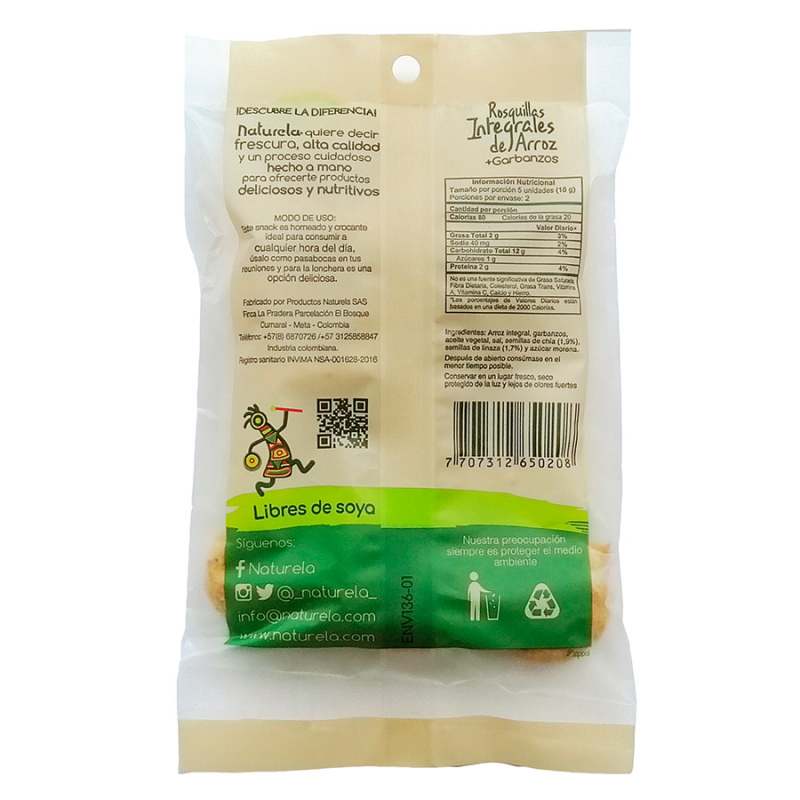 ¡DESCUBRE LA DIFERENCIA!
Naturela quiere decir
frescura, alta calidad
y un proceso cuidadoso
hecho a mano
para ofrecerte productos
deliciosos y nutritivos
MODO DE USO:
Este snack es horneado y crocante
ideal para consumir a
cualquier hora del día,
úsalo como pasabocas en tus
reuniones y para la lonchera es una
opción deliciosa.
Fabricado por Productos Naturela SAS
Finca La Pradera Parcelación El Bosque
Cumaral - Meta - Colombia
Teléfono: +57(8) 6870726 /+57 3125858847
Industria colombiana.
Registro sanitario INVIMA NSA-001628-2016
Libres de soya
Síguenos:
Naturela
@_naturela_
info@naturela.com
www.naturela.com
ENV136-01
Rosquillas
Integrales
de Arroz
+Garbanzos
Información Nutricional
Tamaño por porción 5 unidades (18 g)
Porciones por envase: 2
Cantidad por porción
Calorías 80 Calorías de la grasa 20
Valor Diario*
Grasa Total 2 g 3%
Sodio 40 mg 2%
Carbohidrato Total 12 g 4%
Azúcares 1 g
Proteína 2 g 4%
No es una fuente significativa de Grasa Saturada,
Fibra Dietaria, Colesterol, Grasa Trans, Vitamina
A, Vitamina C, Calcio y Hierro.
*Los porcentajes de Valores Diarios están
basados en una dieta de 2000 Calorías.
Ingredientes: Arroz integral, garbanzos,
aceite vegetal, sal, semillas de chía (1,9%),
semillas de linaza (1,7%) y azúcar morena.
Después de abierto consúmase en el
menor tiempo posible.
Conservar en un lugar fresco, seco
protegido de la luz y lejos de olores fuertes
7 707312 650208
Nuestra preocupación
siempre es proteger el medio
ambiente